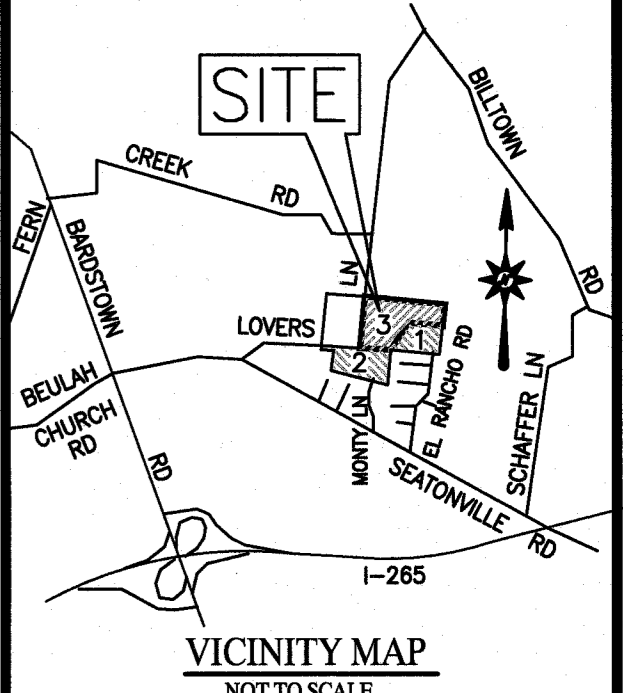 SITE
BILLTOWN
RD
CREEK
RD
FERN
BARDSTOWN
RD
LN
LOVERS
3
1
2
BEULAH
CHURCH
RD
MONTY LN
EL RANCHO RD
SCHAFFER LN
SEATONVILLE
RD
I-265
VICINITY MAP
NOT TO SCALE